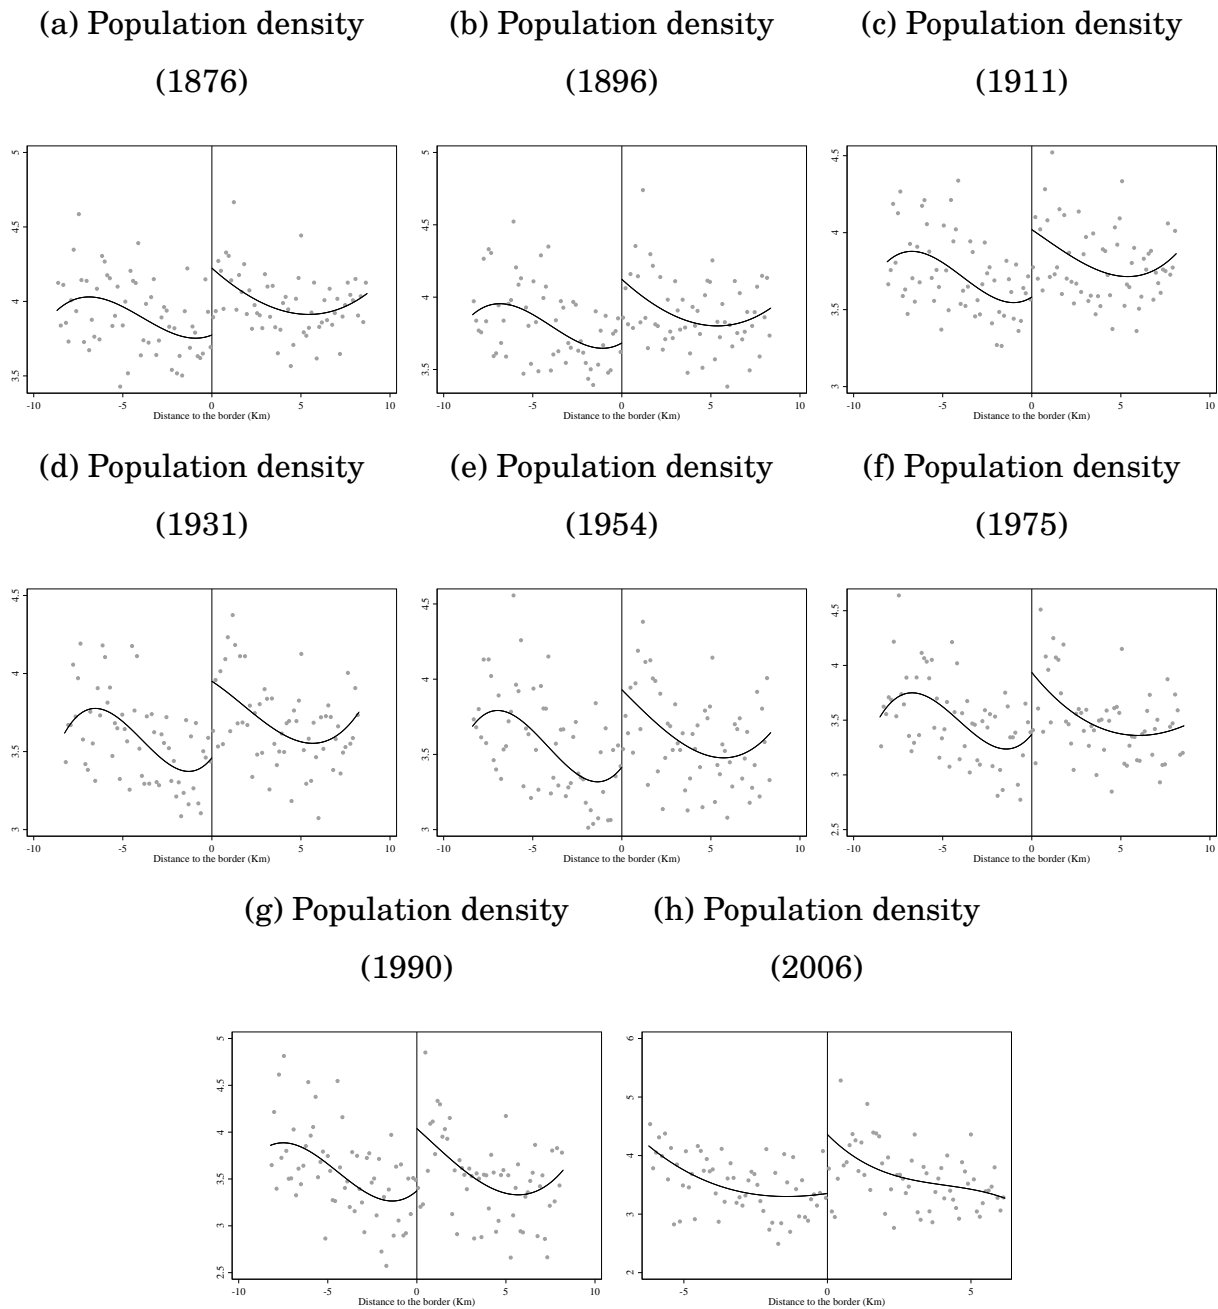 (a) Population density (b) Population density (c) Population density
(1876) (1896) (1911)
5 5 4.5
4.5 4.5 4
4 4 3.5
3.5 3.5 3
-10 -5 0 5 10 -10 -5 0 5 10 -10 -5 0 5 10
Distance to the border (Km) Distance to the border (Km) Distance to the border (Km)
(d) Population density (e) Population density (f) Population density
(1931) (1954) (1975)
4.5 4.5 4.5
4 4 4
3.5 3.5 3.5
3 3 3
2.5
-10 -5 0 5 10 -10 -5 0 5 10 -10 -5 0 5 10
Distance to the border (Km) Distance to the border (Km) Distance to the border (Km)
(g) Population density (h) Population density
(1990) (2006)
5 6
4.5 5
4 4
3.5 3
3 2
2.5
-10 -5 0 5 10 -5 0 5
Distance to the border (Km) Distance to the border (Km)